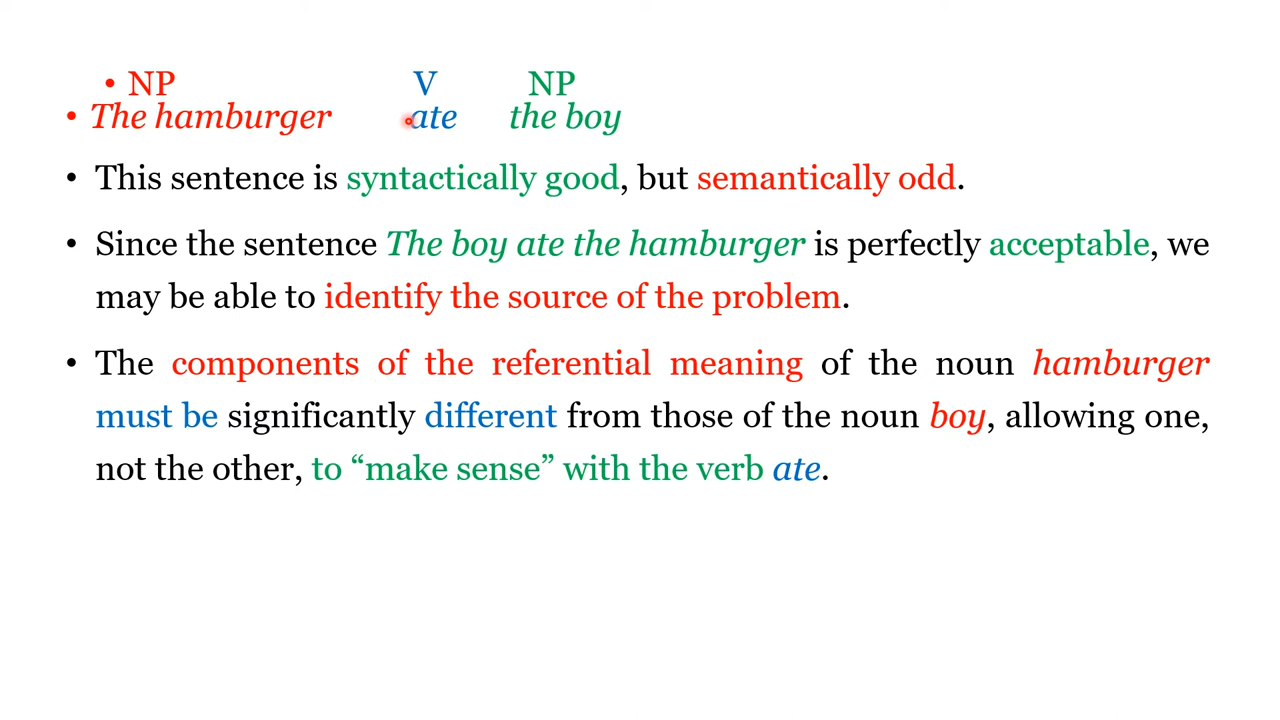 • NP V NP
• The hamburger ate the boy
• This sentence is syntactically good, but semantically odd.
• Since the sentence The boy ate the hamburger is perfectly acceptable, we
may be able to identify the source of the problem.
• The components of the referential meaning of the noun hamburger
must be significantly different from those of the noun boy, allowing one,
not the other, to “make sense” with the verb ate.